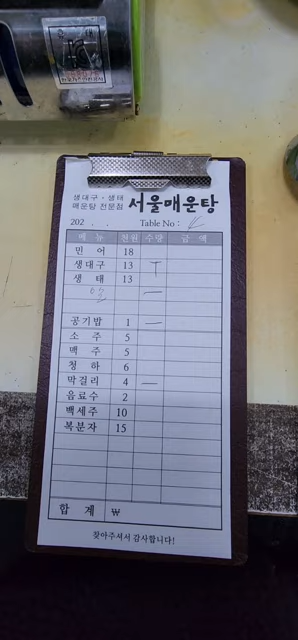 생대구 · 생태
매운탕 전문점 서울매운탕
202 . . Table No :
메 뉴 천원 수량 금 액
민 어 18
생대구 13 T
생 태 13
공기밥 1 一
소 주 5
맥 주 5
청 하 6
막걸리 4 一
음료수 2
백세주 10
복분자 15
합 계 ₩
찾아주셔서 감사합니다!